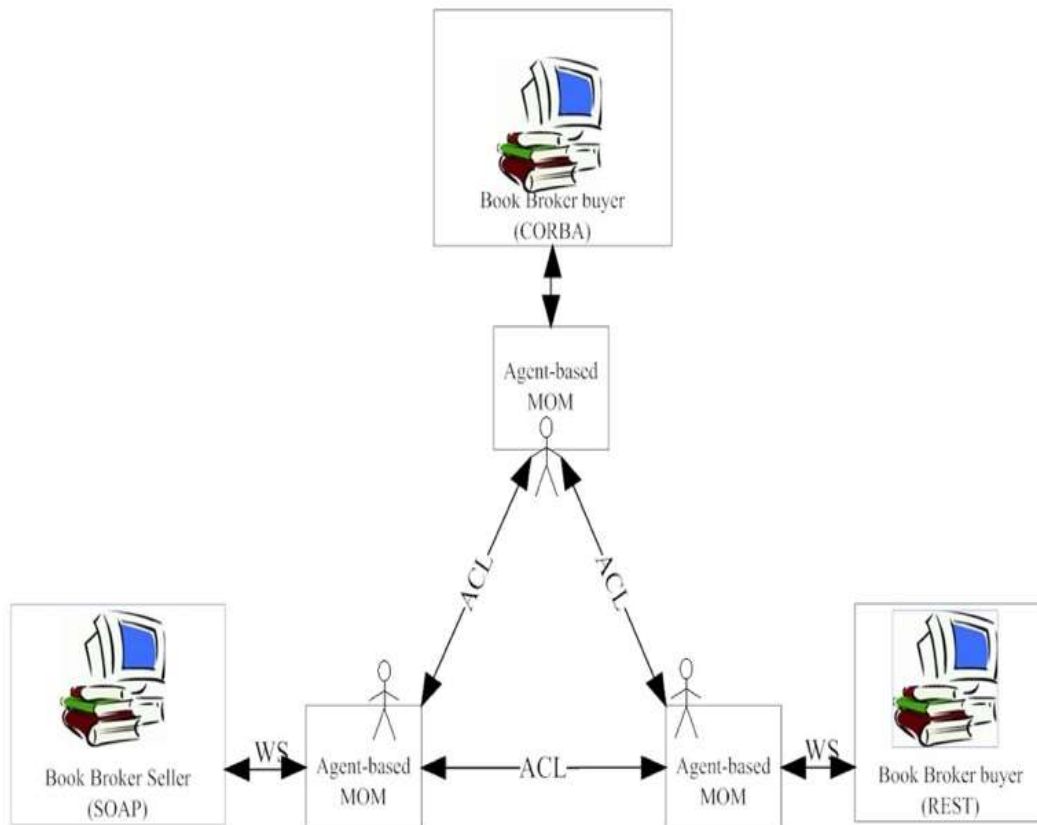 Book Broker buyer
(CORBA)
Agent-based
MOM
ACL
ACL
Book Broker Seller
(SOAP)
WS
Agent-based
MOM
ACL
Agent-based
MOM
WS
Book Broker buyer
(REST)